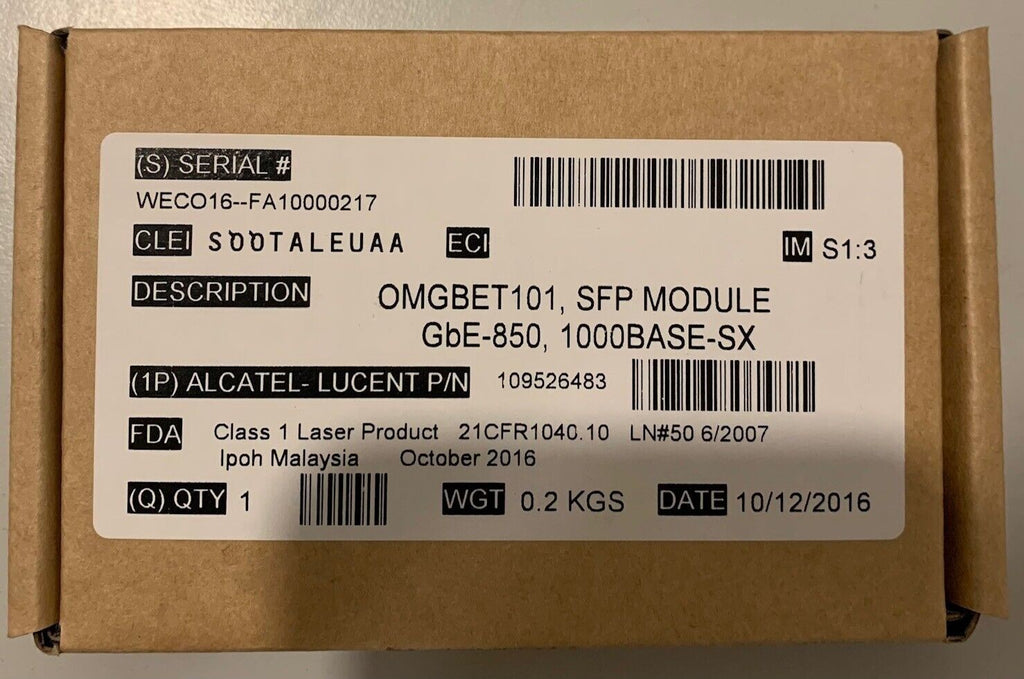 (S) SERIAL #
WECO16--FA10000217
CLEI SOOTALEUAA ECI IM S1:3
DESCRIPTION OMGBET101, SFP MODULE
GbE-850, 1000BASE-SX
(1P) ALCATEL- LUCENT P/N 109526483
FDA Class 1 Laser Product 21CFR1040.10 LN#50 6/2007
Ipoh Malaysia October 2016
(Q) QTY 1 WGT 0.2 KGS DATE 10/12/2016